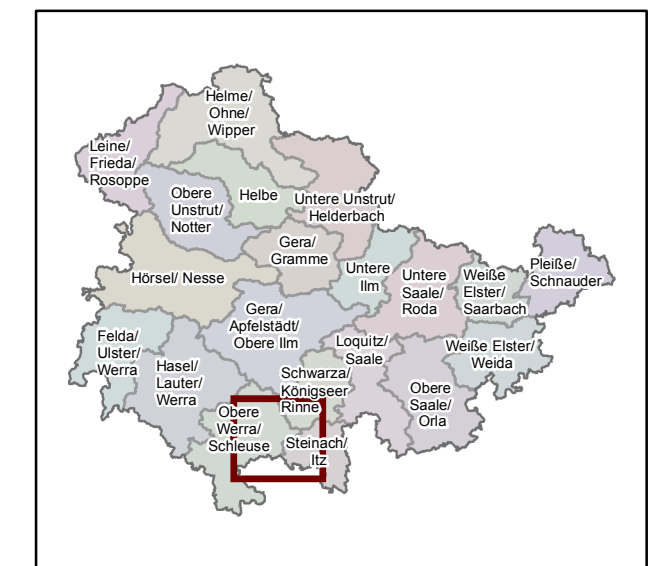 Helme/
Ohne/
Wipper
Leine/
Frieda/
Rosoppe
Obere
Unstrut/
Notter
Helbe
Untere Unstrut/
Helderbach
Gera/
Gramme
Hörsel/ Nesse
Untere
Ilm
Untere
Saale/
Roda
Weiße
Elster/
Saarbach
Pleiße/
Schnauder
Felda/
Ulster/
Werra
Hasel/
Lauter/
Werra
Gera/
Apfelstädt/
Obere Ilm
Loquitz/
Saale
Weiße Elster/
Weida
Schwarza/
Königseer
Rinne
Obere
Saale/
Orla
Obere
Werra/
Schleuse
Steinach/
Itz